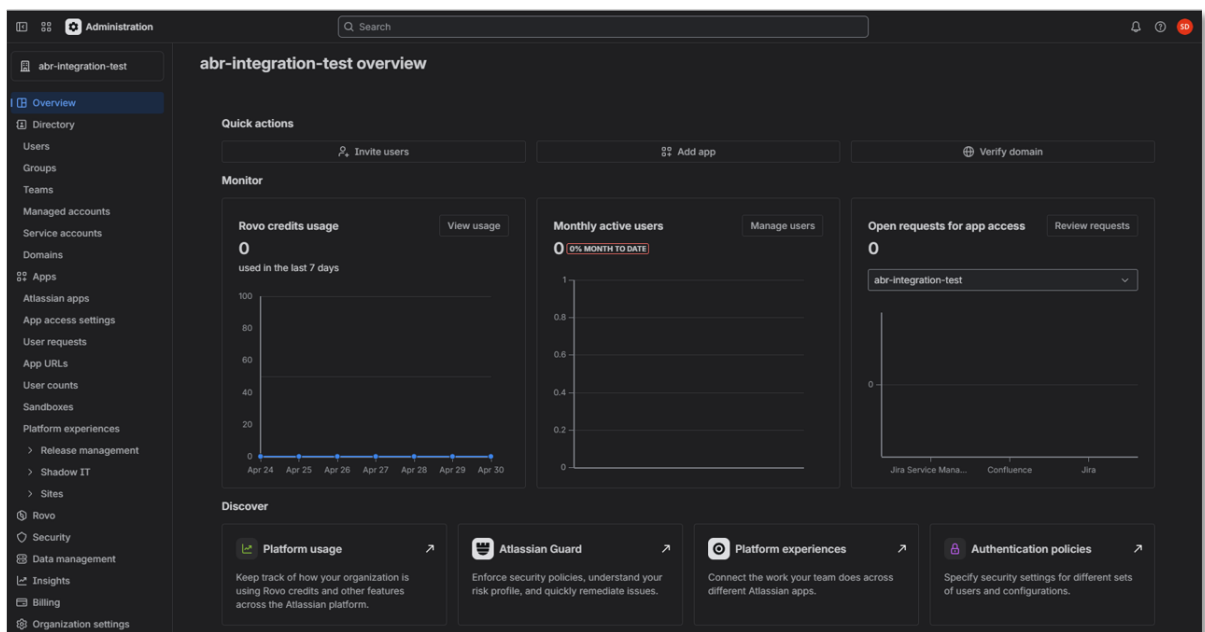 Administration
Search
SD
abr-integration-test
Overview
Directory
Users
Groups
Teams
Managed accounts
Service accounts
Domains
Apps
Atlassian apps
App access settings
User requests
App URLs
User counts
Sandboxes
Platform experiences
Release management
Shadow IT
Sites
Rovo
Security
Data management
Insights
Billing
Organization settings
abr-integration-test overview
Quick actions
Invite users
Add app
Verify domain
Monitor
Rovo credits usage
View usage
0
used in the last 7 days
100
80
60
40
20
0
Apr 24 Apr 25 Apr 26 Apr 27 Apr 28 Apr 29 Apr 30
Monthly active users
Manage users
0 0% MONTH TO DATE
1
0.8
0.6
0.4
0.2
0
Open requests for app access
Review requests
0
abr-integration-test
0
Jira Service Mana... Confluence Jira
Discover
Platform usage
Keep track of how your organization is
using Rovo credits and other features
across the Atlassian platform.
Atlassian Guard
Enforce security policies, understand your
risk profile, and quickly remediate issues.
Platform experiences
Connect the work your team does across
different Atlassian apps.
Authentication policies
Specify security settings for different sets
of users and configurations.